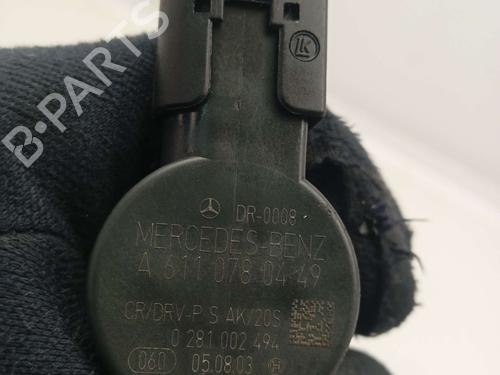 B-PARTS
LK
DR-0008
MERCEDES-BENZ
A 611 078 04 49
CR/DRV-P S AK/20S
0 281 002 494
060 05.08.03